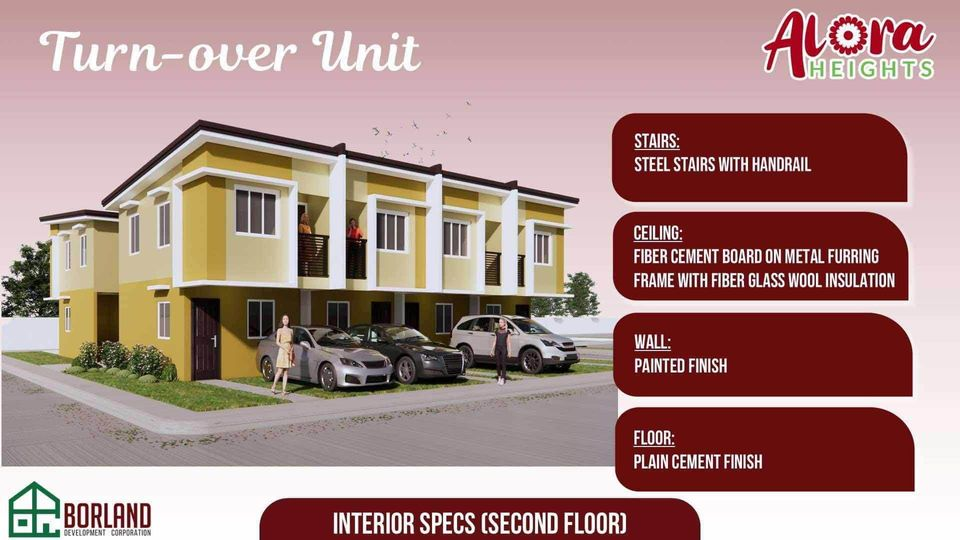 Turn-over Unit
Alora
HEIGHTS
STAIRS:
STEEL STAIRS WITH HANDRAIL
CEILING:
FIBER CEMENT BOARD ON METAL FURRING
FRAME WITH FIBER GLASS WOOL INSULATION
WALL:
PAINTED FINISH
FLOOR:
PLAIN CEMENT FINISH
BORLAND
DEVELOPMENT CORPORATION
INTERIOR SPECS (SECOND FLOOR)